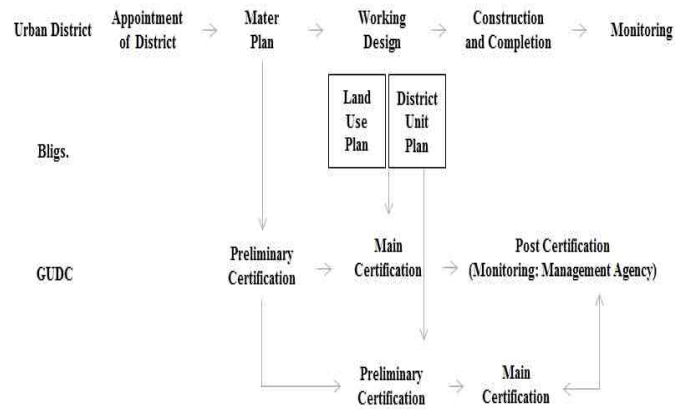 Urban District
Appointment
of District
Mater
Plan
Working
Design
Construction
and Completion
Monitoring
Land
Use
Plan
District
Unit
Plan
Bligs.
GUDC
Preliminary
Certification
Main
Certification
Post Certification
(Monitoring: Management Agency)
Preliminary
Certification
Main
Certification